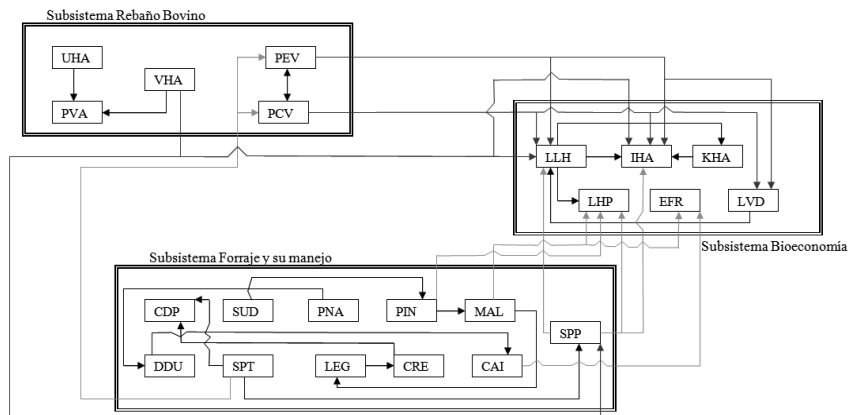 Subsistema Rebaño Bovino
UHA
VHA
PVA
PEV
PCV
LLH
IHA
KHA
LHP
EFR
LVD
Subsistema Bioeconomía
Subsistema Forraje y su manejo
CDP
SUD
PNA
PIN
MAL
SPP
DDU
SPT
LEG
CRE
CAI